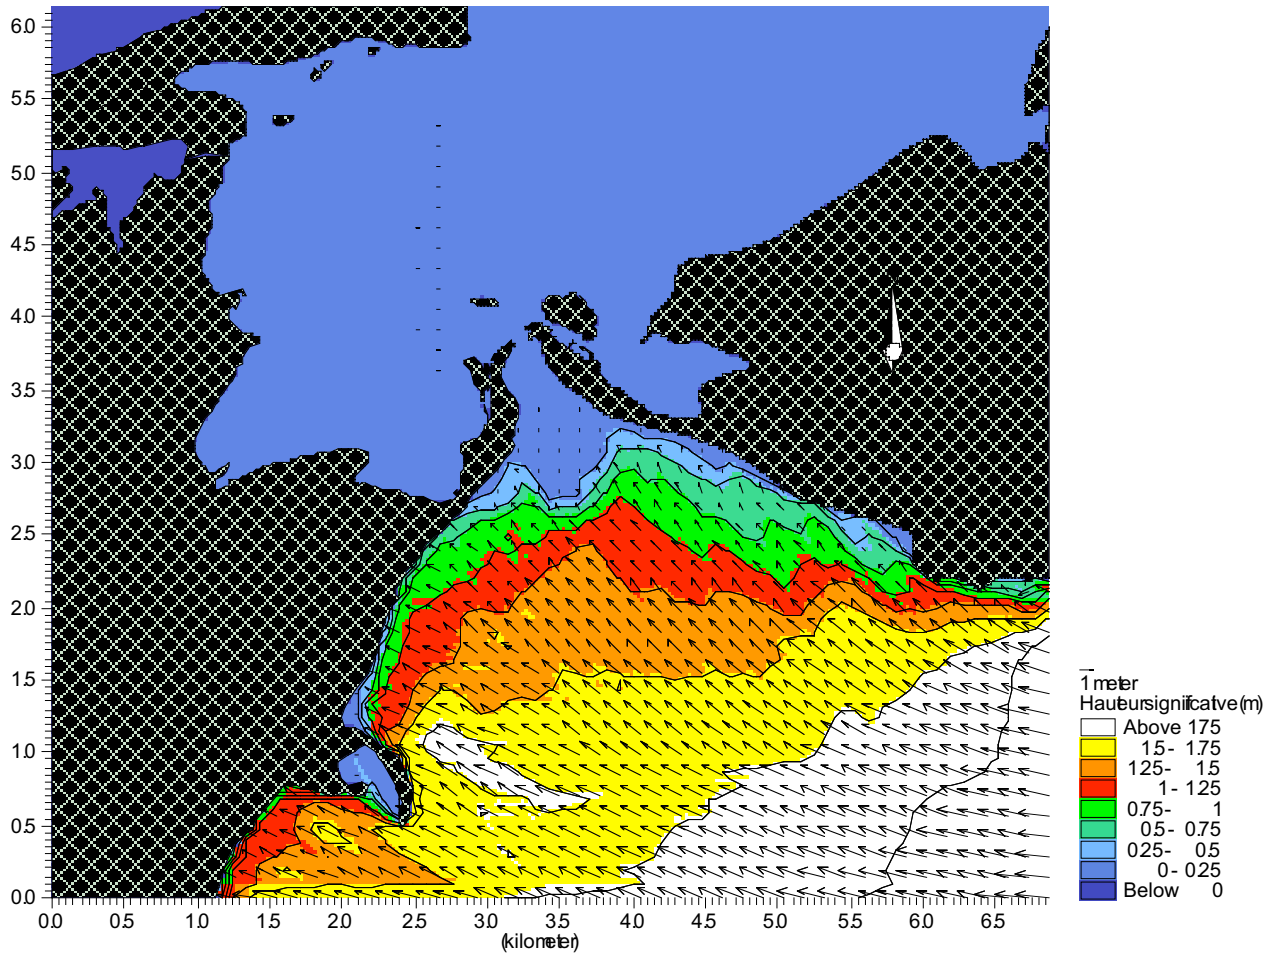 6.0
5.5
5.0
4.5
4.0
3.5
3.0
2.5
2.0
1.5
1.0
0.5
0.0
0.0 0.5 1.0 1.5 2.0 2.5 3.0 3.5 4.0 4.5 5.0 5.5 6.0 6.5
(kilometer)
1 meter
Hauteur significative (m)
Above 1.75
1.5 - 1.75
1.25 - 1.5
1 - 1.25
0.75 - 1
0.5 - 0.75
0.25 - 0.5
0 - 0.25
Below 0